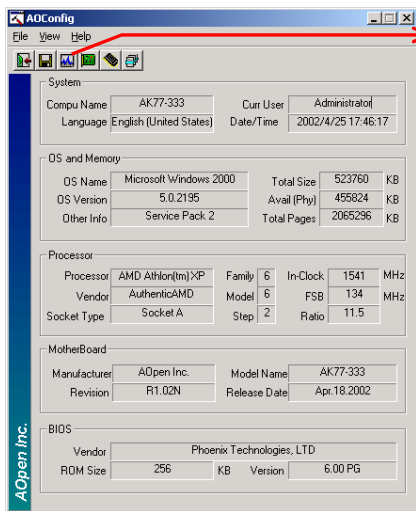 AOConfig
File View Help
System
Compu Name AK77-333 Curr User Administrator
Language English (United States) Date/Time 2002/4/25 17:46:17
OS and Memory
OS Name Microsoft Windows 2000 Total Size 523760 KB
OS Version 5.0.2195 Avail (Phy) 455824 KB
Other Info Service Pack 2 Total Pages 2065296 KB
Processor
Processor AMD Athlon(tm) XP Family 6 In-Clock 1541 MHz
Vendor AuthenticAMD Model 6 FSB 134 MHz
Socket Type Socket A Step 2 Ratio 11.5
MotherBoard
Manufacturer AOpen Inc. Model Name AK77-333
Revision R1.02N Release Date Apr.18.2002
BIOS
Vendor Phoenix Technologies, LTD
ROM Size 256 KB Version 6.00 PG
AOpen Inc.